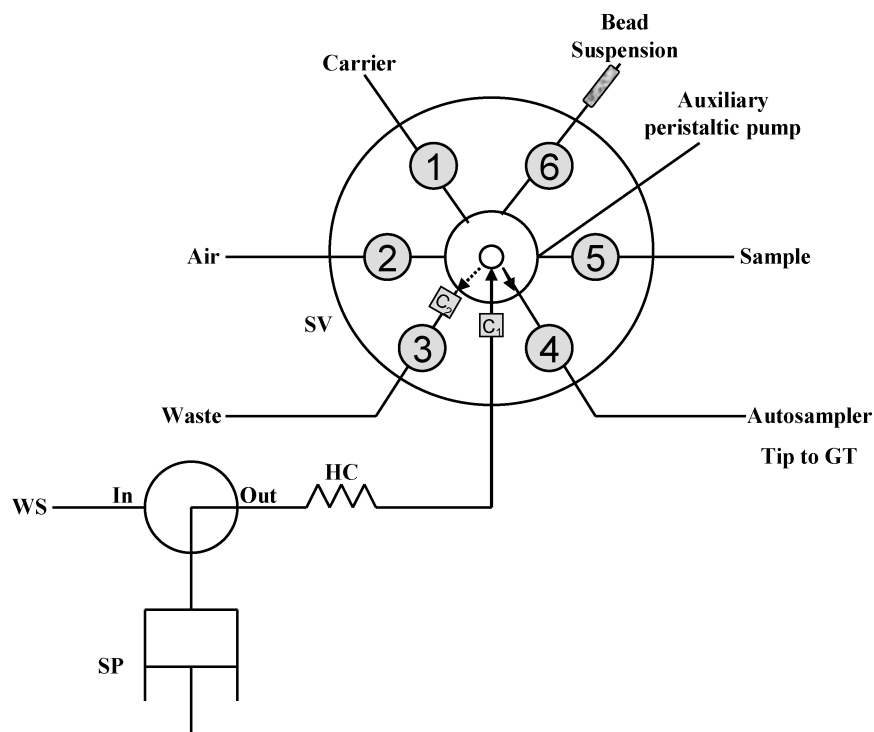 Bead
Suspension
Carrier
Auxiliary
peristaltic pump
1
6
Air
2
5
Sample
C2
C1
SV
3
4
Waste
Autosampler
Tip to GT
HC
WS
In
Out
SP